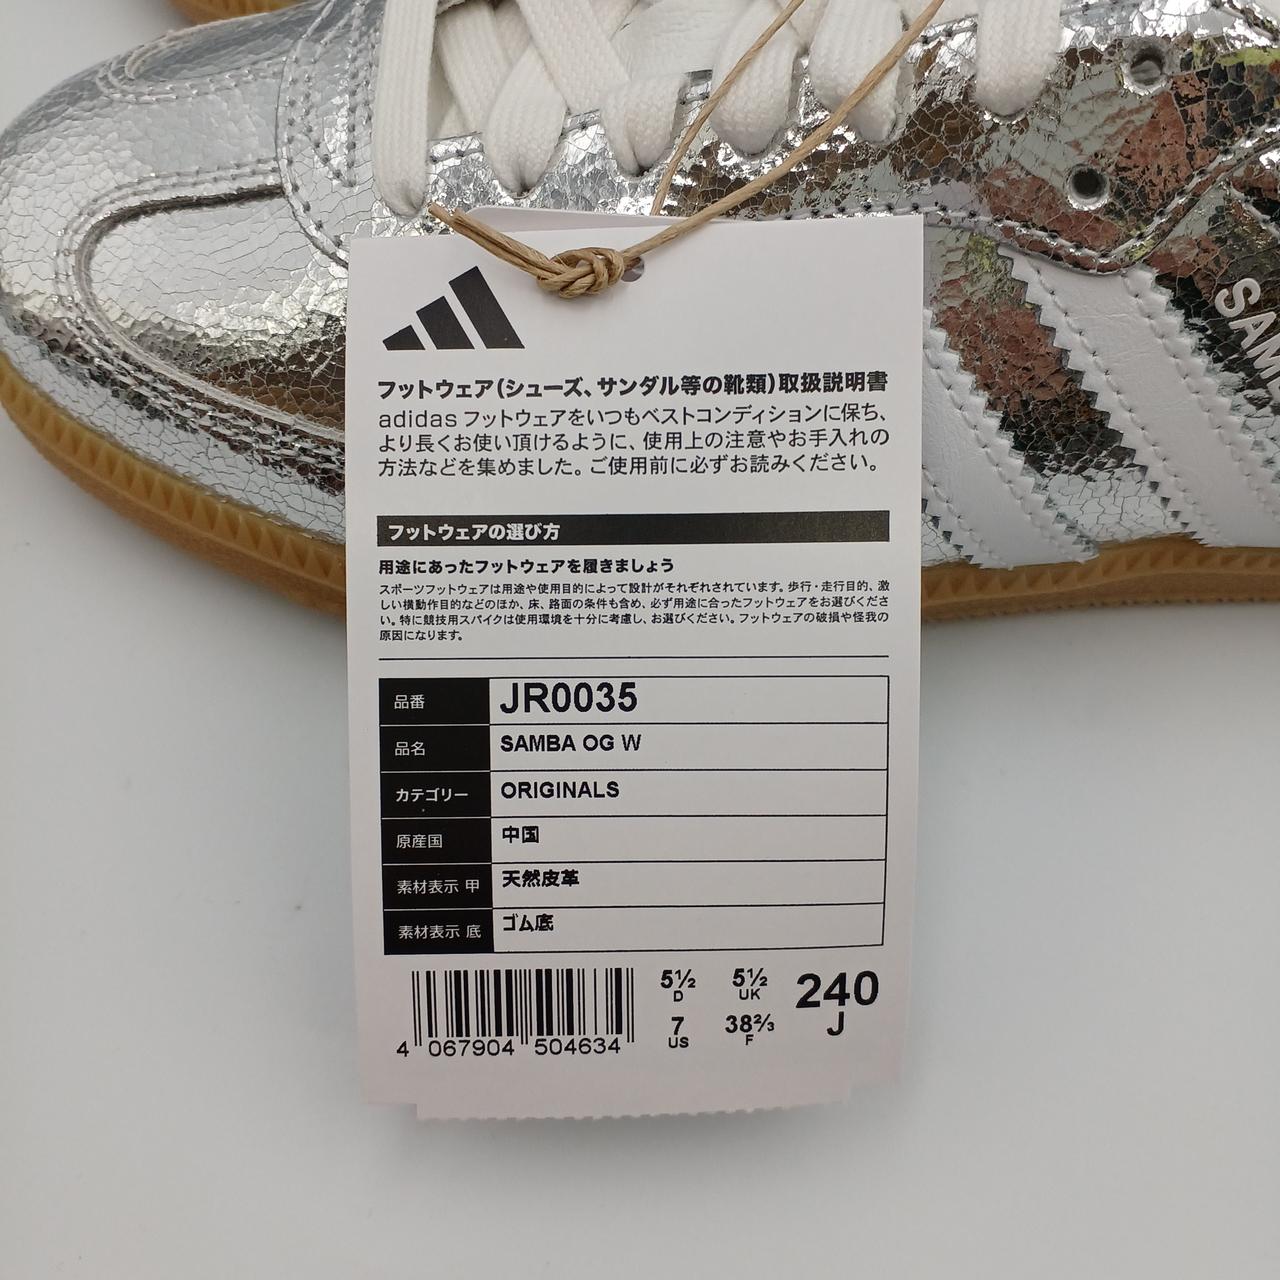 フットウェア(シューズ、サンダル等の靴類)取扱説明書
adidas フットウェアをいつもベストコンディションに保ち、
より長くお使い頂けるように、使用上の注意やお手入れの
方法などを集めました。ご使用前に必ずお読みください。
フットウェアの選び方
用途にあったフットウェアを履きましょう
スポーツフットウェアは用途や使用目的によって設計がそれぞれされています。歩行・走行目的、激
しい横動作目的などのほか、床、路面の条件も含め、必ず用途に合ったフットウェアをお選びくださ
い。特に競技用スパイクは使用環境を十分に考慮し、お選びください。フットウェアの破損や怪我の
原因になります。
品番 JR0035
品名 SAMBA OG W
カテゴリー ORIGINALS
原産国 中国
素材表示 甲 天然皮革
素材表示 底 ゴム底
5½ D 5½ UK 240 J
7 US 38⅔ F
4 067904 504634
SAMB